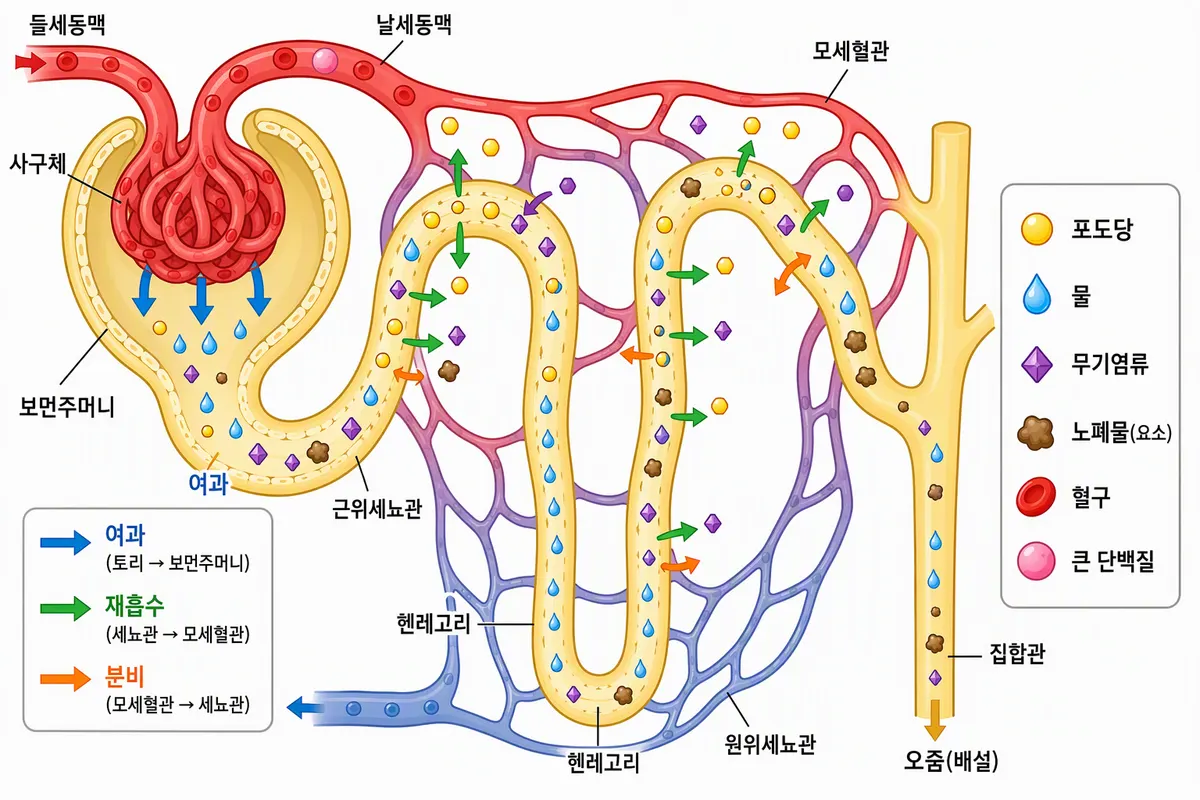 들세동맥
날세동맥
모세혈관
사구체
보먼주머니
여과
근위세뇨관
헨레고리
헨레고리
원위세뇨관
집합관
오줌(배설)
포도당
물
무기염류
노폐물(요소)
혈구
큰 단백질
여과
(토리 → 보먼주머니)
재흡수
(세뇨관 → 모세혈관)
분비
(모세혈관 → 세뇨관)